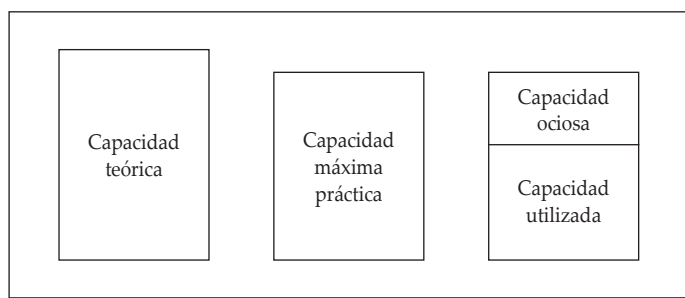 Capacidad
teórica
Capacidad
máxima
práctica
Capacidad
ociosa
Capacidad
utilizada